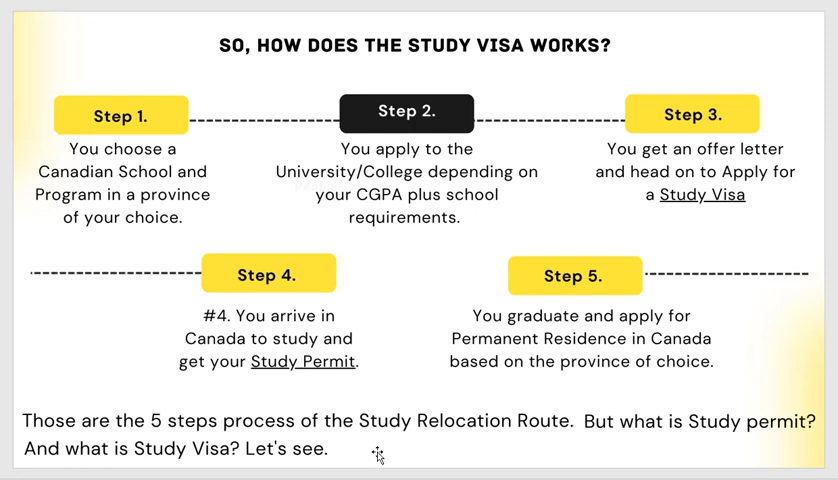 SO, HOW DOES THE STUDY VISA WORKS?
Step 1.
You choose a
Canadian School and
Program in a province
of your choice.
Step 2.
You apply to the
University/College depending on
your CGPA plus school
requirements.
Step 3.
You get an offer letter
and head on to Apply for
a Study Visa
Step 4.
#4. You arrive in
Canada to study and
get your Study Permit.
Step 5.
You graduate and apply for
Permanent Residence in Canada
based on the province of choice.
Those are the 5 steps process of the Study Relocation Route. But what is Study permit?
And what is Study Visa? Let's see.